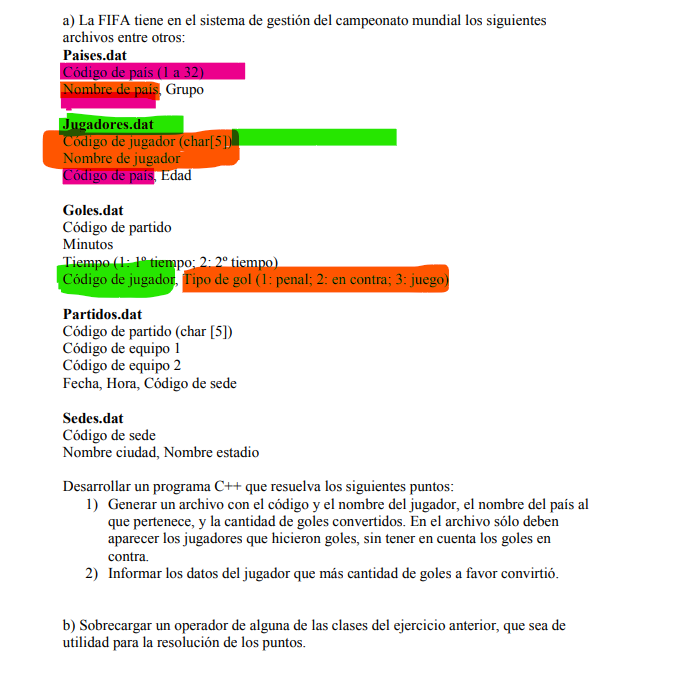 a) La FIFA tiene en el sistema de gestión del campeonato mundial los siguientes
archivos entre otros:
Paises.dat
Código de país (1 a 32)
Nombre de país, Grupo
Jugadores.dat
Código de jugador (char[5])
Nombre de jugador
Código de país, Edad
Goles.dat
Código de partido
Minutos
Tiempo (1: 1º tiempo; 2: 2º tiempo)
Código de jugador, Tipo de gol (1: penal; 2: en contra; 3: juego)
Partidos.dat
Código de partido (char [5])
Código de equipo 1
Código de equipo 2
Fecha, Hora, Código de sede
Sedes.dat
Código de sede
Nombre ciudad, Nombre estadio
Desarrollar un programa C++ que resuelva los siguientes puntos:
1) Generar un archivo con el código y el nombre del jugador, el nombre del país al
que pertenece, y la cantidad de goles convertidos. En el archivo sólo deben
aparecer los jugadores que hicieron goles, sin tener en cuenta los goles en
contra.
2) Informar los datos del jugador que más cantidad de goles a favor convirtió.
b) Sobrecargar un operador de alguna de las clases del ejercicio anterior, que sea de
utilidad para la resolución de los puntos.